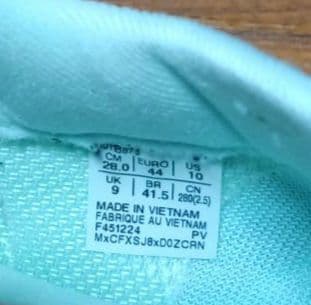 CM EURO US
28.0 44 10
UK BR CN
9 41.5 280(2.5)
MADE IN VIETNAM
FABRIQUE AU VIETNAM
F451224 PV
MxCFXSJ8xD0ZCRN